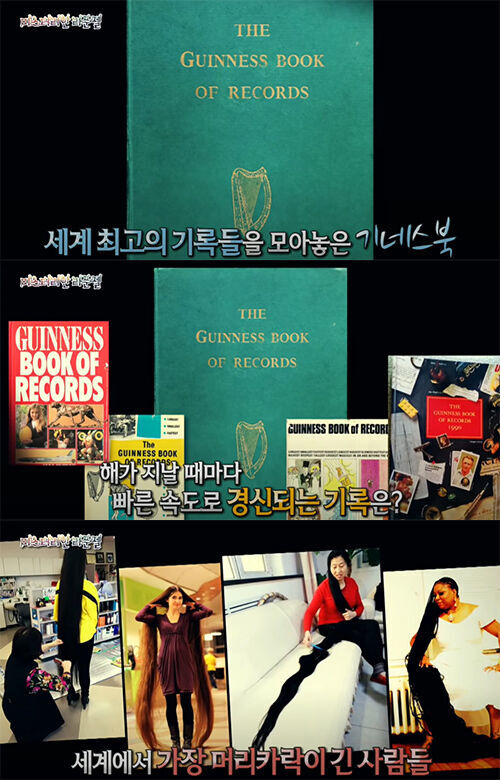 THE
GUINNESS BOOK
OF RECORDS
세계 최고의 기록들을 모아놓은 기네스북
GUINNESS
BOOK OF
RECORDS
THE
GUINNESS BOOK
OF RECORDS
The
GUINNESS
BOOK OF
RECORDS
GUINNESS BOOK of RECOR
THE
GUINNESS BOOK
OF RECORDS
1990
해가 지날 때마다
빠른 속도로 경신되는 기록은?
세계에서 가장 머리카락이 긴 사람들